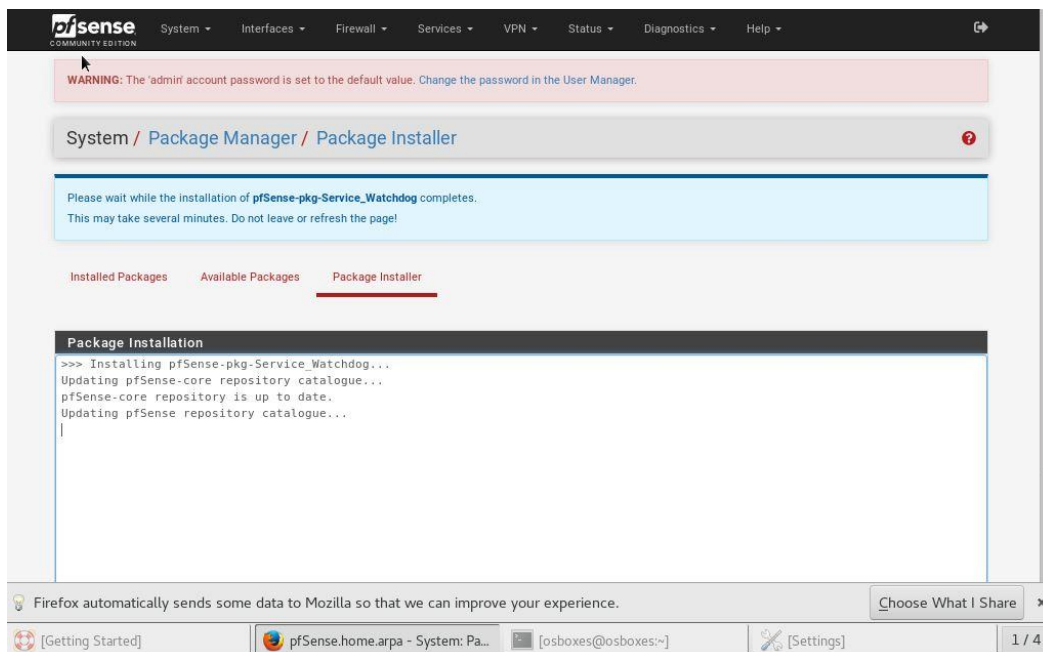 pfsense
COMMUNITY EDITION
System Interfaces Firewall Services VPN Status Diagnostics Help
WARNING: The 'admin' account password is set to the default value. Change the password in the User Manager.
System / Package Manager / Package Installer
Please wait while the installation of pfSense-pkg-Service_Watchdog completes.
This may take several minutes. Do not leave or refresh the page!
Installed Packages Available Packages Package Installer
Package Installation
>>> Installing pfSense-pkg-Service_Watchdog...
Updating pfSense-core repository catalogue...
pfSense-core repository is up to date.
Updating pfSense repository catalogue...
Firefox automatically sends some data to Mozilla so that we can improve your experience. Choose What I Share
[Getting Started] pfSense.home.arpa - System: Pa... [osboxes@osboxes:~] [Settings] 1 / 4